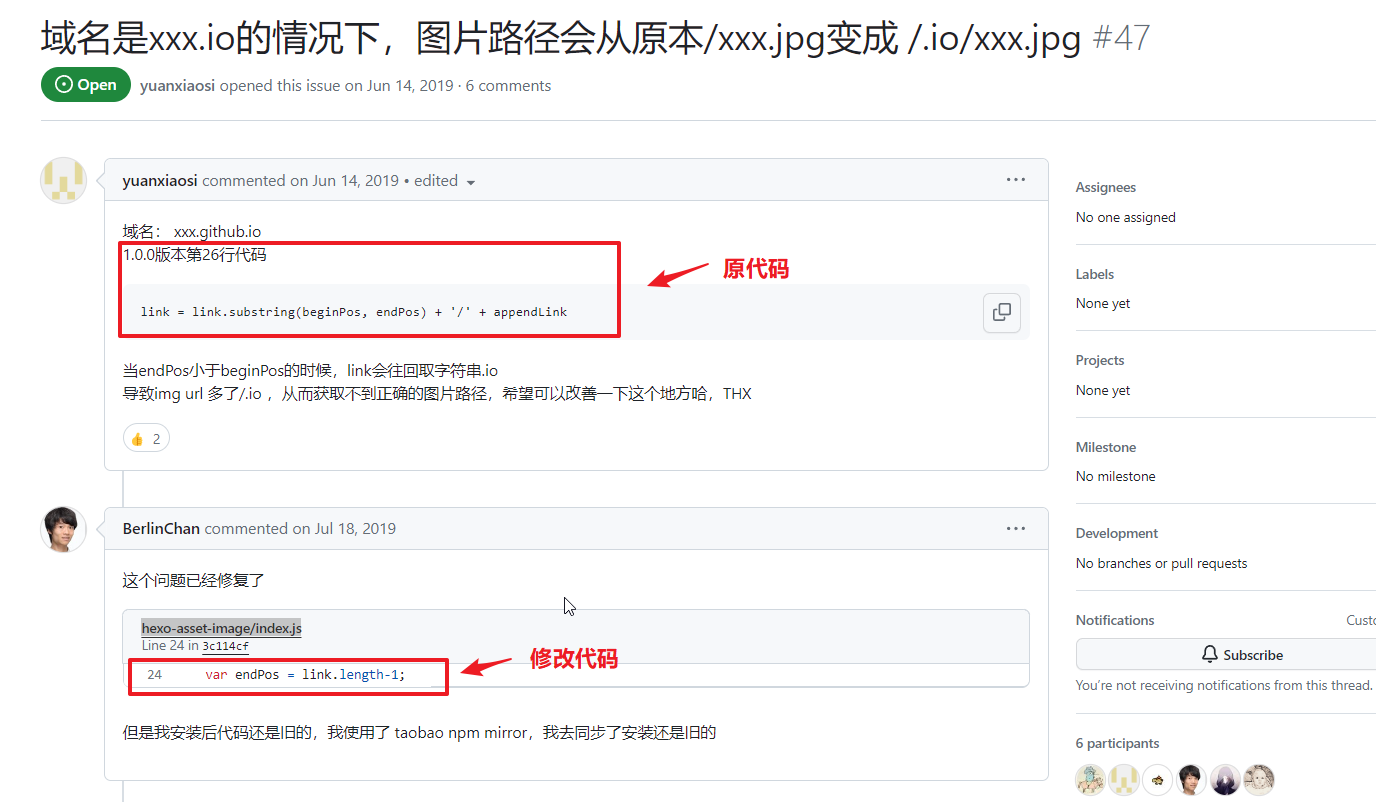 域名是xxx.io的情况下，图片路径会从原本/xxx.jpg变成 /.io/xxx.jpg #47
Open yuanxiaosi opened this issue on Jun 14, 2019 · 6 comments
yuanxiaosi commented on Jun 14, 2019 • edited
域名： xxx.github.io
1.0.0版本第26行代码
原代码
link = link.substring(beginPos, endPos) + '/' + appendLink
当endPos小于beginPos的时候，link会往回取字符串.io
导致img url 多了/.io ，从而获取不到正确的图片路径，希望可以改善一下这个地方哈，THX
👍 2
BerlinChan commented on Jul 18, 2019
这个问题已经修复了
hexo-asset-image/index.js
Line 24 in 3c114cf
修改代码
24 var endPos = link.length-1;
但是我安装后代码还是旧的，我使用了 taobao npm mirror，我去同步了安装还是旧的
Assignees
No one assigned
Labels
None yet
Projects
None yet
Milestone
No milestone
Development
No branches or pull requests
Notifications
Custo
Subscribe
You're not receiving notifications from this thread.
6 participants